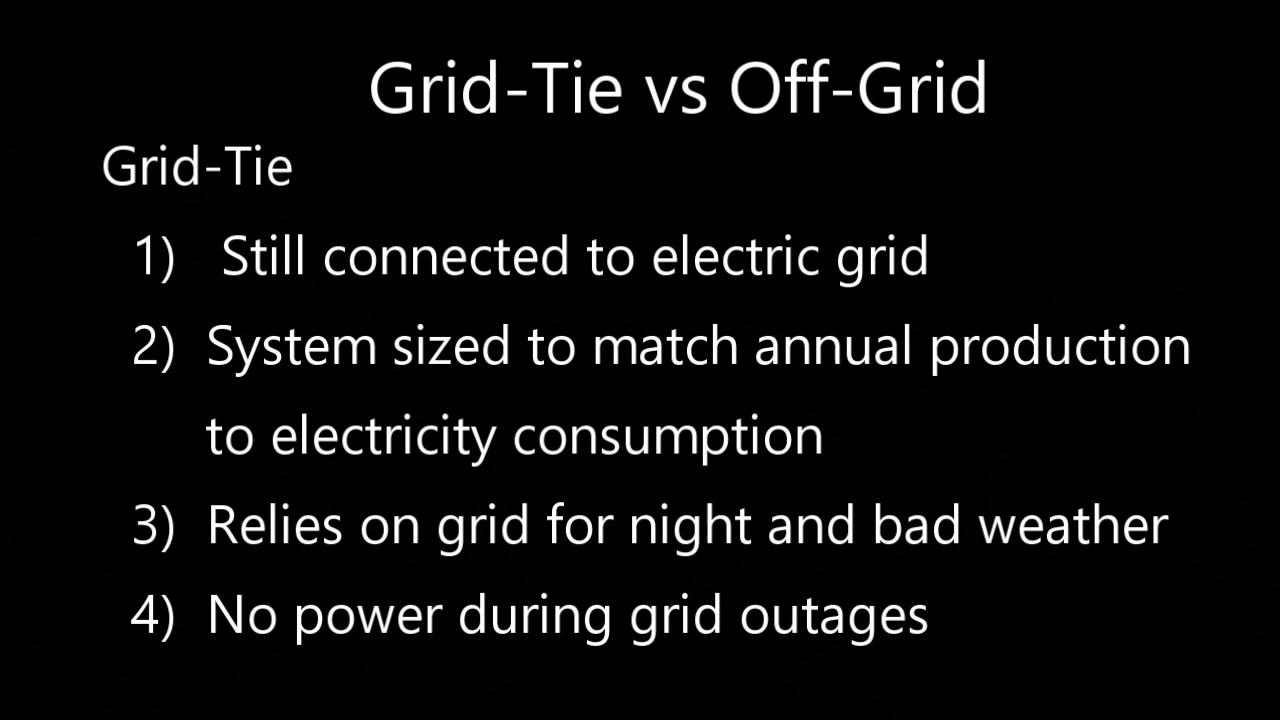 Grid-Tie vs Off-Grid
Grid-Tie
1) Still connected to electric grid
2) System sized to match annual production
to electricity consumption
3) Relies on grid for night and bad weather
4) No power during grid outages